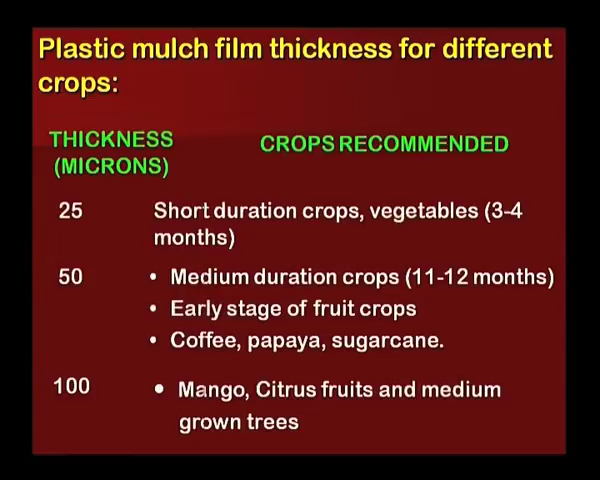 Plastic mulch film thickness for different
crops:
THICKNESS
(MICRONS)
CROPS RECOMMENDED
25 Short duration crops, vegetables (3-4
months)
50 • Medium duration crops (11-12 months)
• Early stage of fruit crops
• Coffee, papaya, sugarcane.
100 • Mango, Citrus fruits and medium
grown trees